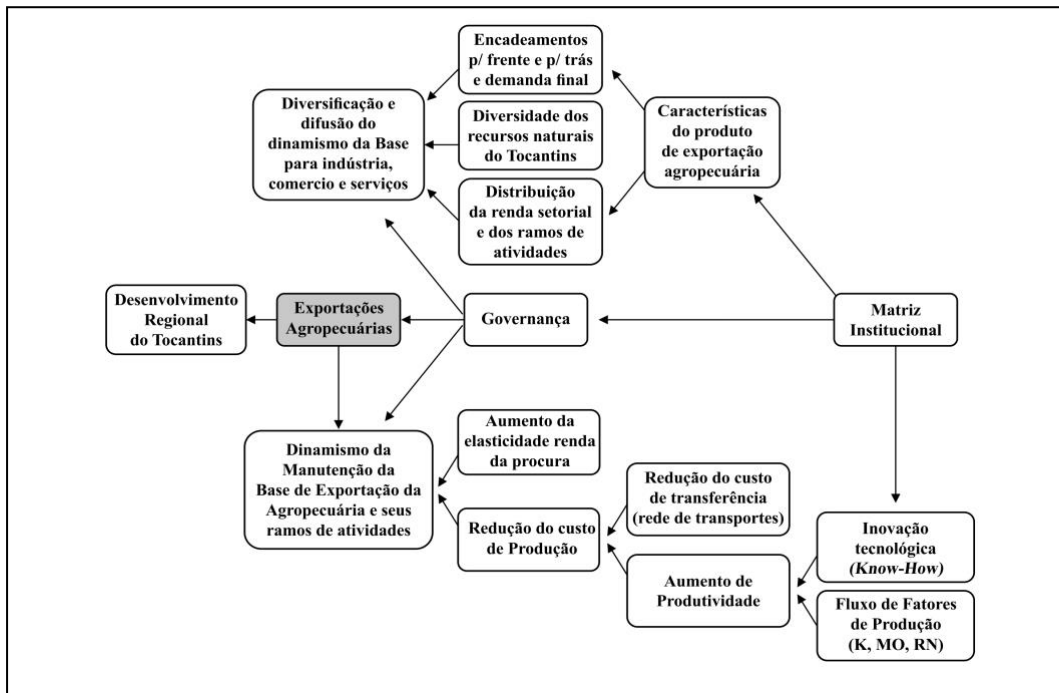 Encadeamentos
p/ frente e p/ trás
e demanda final
Diversificação e
difusão do
dinamismo da Base
para indústria,
comercio e serviços
Diversidade dos
recursos naturais
do Tocantins
Características
do produto
de exportação
agropecuária
Distribuição
da renda setorial
e dos ramos de
atividades
Desenvolvimento
Regional
do Tocantins
Exportações
Agropecuárias
Governança
Matriz
Institucional
Dinamismo da
Manutenção da
Base de Exportação da
Agropecuária e seus
ramos de atividades
Aumento da
elasticidade renda
da procura
Redução do custo
de Produção
Redução do custo
de transferência
(rede de transportes)
Aumento de
Produtividade
Inovação
tecnológica
(Know-How)
Fluxo de Fatores
de Produção
(K, MO, RN)